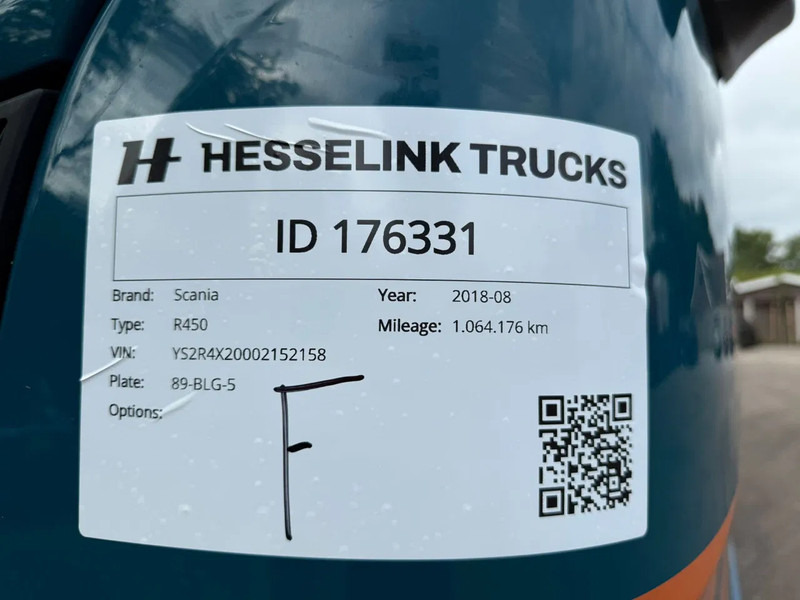 H HESSELINK TRUCKS
ID 176331
Brand: Scania Year: 2018-08
Type: R450 Mileage: 1.064.176 km
VIN: YS2R4X20002152158
Plate: 89-BLG-5
Options:
F